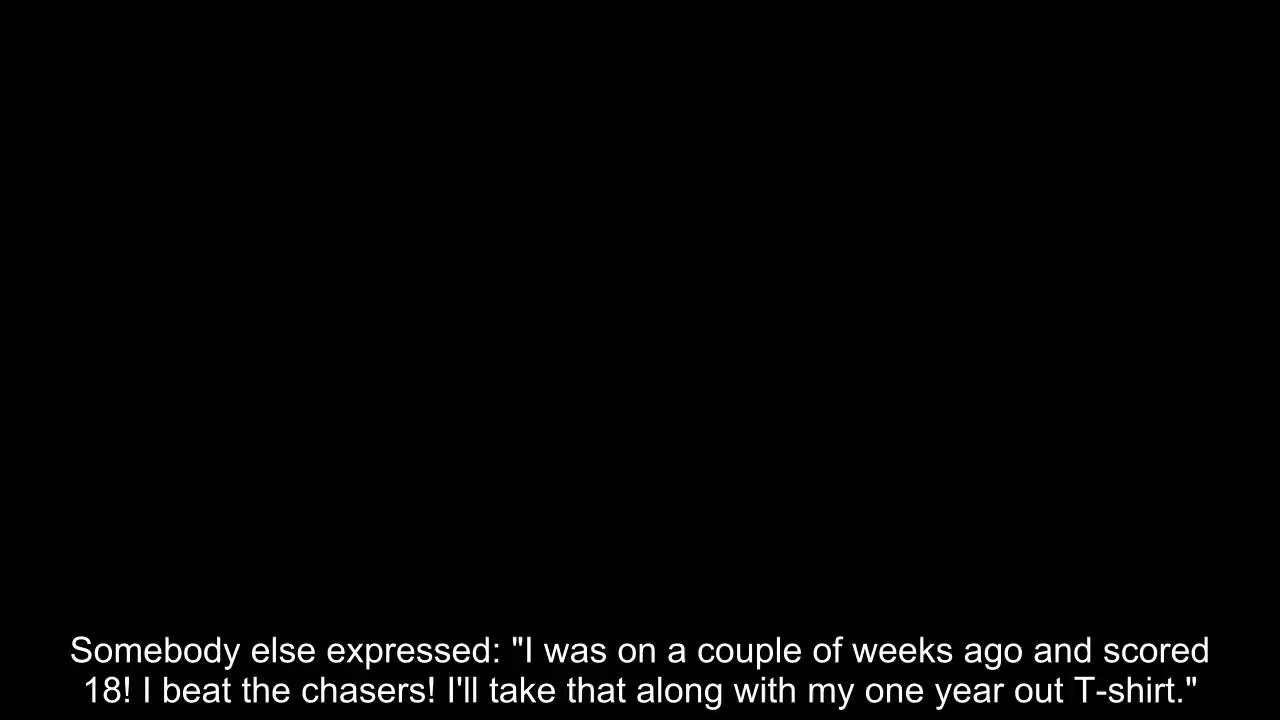 Somebody else expressed: "I was on a couple of weeks ago and scored
18! I beat the chasers! I'll take that along with my one year out T-shirt."